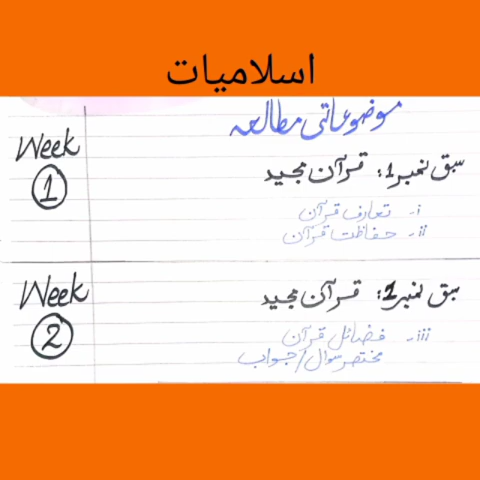 اسلامیات
موضوعاتی مطالعہ
Week
1
سبق نمبر 1: قرآن مجید
i- تعارف قرآن
ii- حفاظت قرآن
Week
2
سبق نمبر 1: قرآن مجید
iii- فضائل قرآن
مختصر سوال/جواب